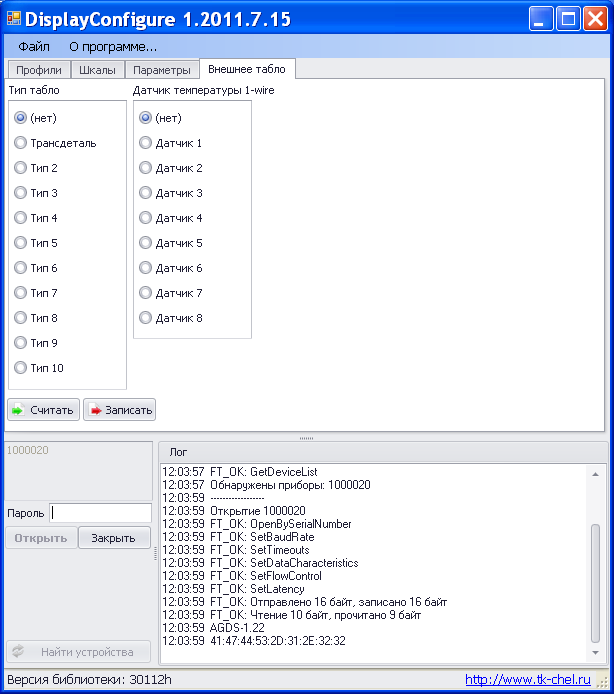 DisplayConfigure 1.2011.7.15
Файл О программе...
Профили Шкалы Параметры Внешнее табло
Тип табло Датчик температуры 1-wire
(нет) (нет)
Трансдеталь Датчик 1
Тип 2 Датчик 2
Тип 3 Датчик 3
Тип 4 Датчик 4
Тип 5 Датчик 5
Тип 6 Датчик 6
Тип 7 Датчик 7
Тип 8 Датчик 8
Тип 9
Тип 10
Считать Записать
1000020
Пароль
Открыть Закрыть
Найти устройства
Лог
12:03:57 FT_OK: GetDeviceList
12:03:57 Обнаружены приборы: 1000020
12:03:59 ------------------
12:03:59 Открытие 1000020
12:03:59 FT_OK: OpenBySerialNumber
12:03:59 FT_OK: SetBaudRate
12:03:59 FT_OK: SetTimeouts
12:03:59 FT_OK: SetDataCharacteristics
12:03:59 FT_OK: SetFlowControl
12:03:59 FT_OK: SetLatency
12:03:59 FT_OK: Отправлено 16 байт, записано 16 байт
12:03:59 FT_OK: Чтение 10 байт, прочитано 9 байт
12:03:59 AGDS-1.22
12:03:59 41:47:44:53:2D:31:2E:32:32
Версия библиотеки: 30112h http://www.tk-chel.ru